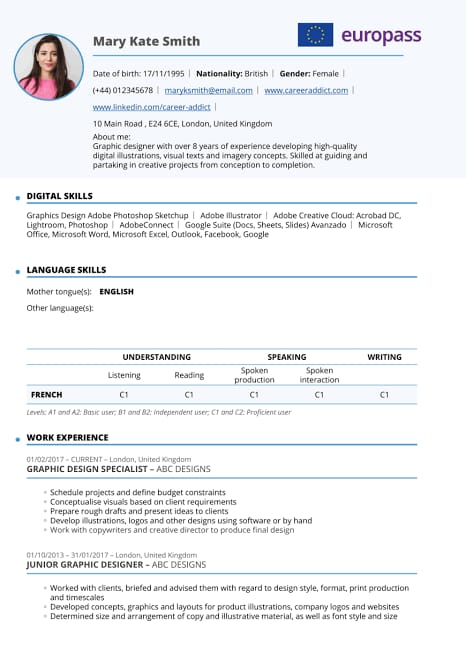 europass
Mary Kate Smith
Date of birth: 17/11/1995 | Nationality: British | Gender: Female |
(+44) 012345678 | maryksmith@email.com | www.careeraddict.com |
www.linkedin.com/career-addict |
10 Main Road , E24 6CE, London, United Kingdom
About me:
Graphic designer with over 8 years of experience developing high-quality
digital illustrations, visual texts and imagery concepts. Skilled at guiding and
partaking in creative projects from conception to completion.
DIGITAL SKILLS
Graphics Design Adobe Photoshop Sketchup | Adobe Illustrator | Adobe Creative Cloud: Acrobad DC,
Lightroom, Photoshop | AdobeConnect | Google Suite (Docs, Sheets, Slides) Avanzado | Microsoft
Office, Microsoft Word, Microsoft Excel, Outlook, Facebook, Google
LANGUAGE SKILLS
Mother tongue(s): ENGLISH
Other language(s):
UNDERSTANDING SPEAKING WRITING
Listening Reading Spoken production Spoken interaction
FRENCH C1 C1 C1 C1 C1
Levels: A1 and A2: Basic user; B1 and B2: Independent user; C1 and C2: Proficient user
WORK EXPERIENCE
01/02/2017 – CURRENT – London, United Kingdom
GRAPHIC DESIGN SPECIALIST – ABC DESIGNS
Schedule projects and define budget constraints
Conceptualise visuals based on client requirements
Prepare rough drafts and present ideas to clients
Develop illustrations, logos and other designs using software or by hand
Work with copywriters and creative director to produce final design
01/10/2013 – 31/01/2017 – London, United Kingdom
JUNIOR GRAPHIC DESIGNER – ABC DESIGNS
Worked with clients, briefed and advised them with regard to design style, format, print production
and timescales
Developed concepts, graphics and layouts for product illustrations, company logos and websites
Determined size and arrangement of copy and illustrative material, as well as font style and size